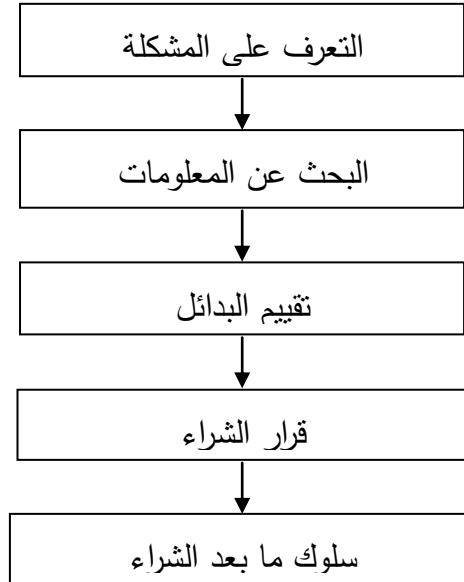 التعرف على المشكلة
البحث عن المعلومات
تقييم البدائل
قرار الشراء
سلوك ما بعد الشراء